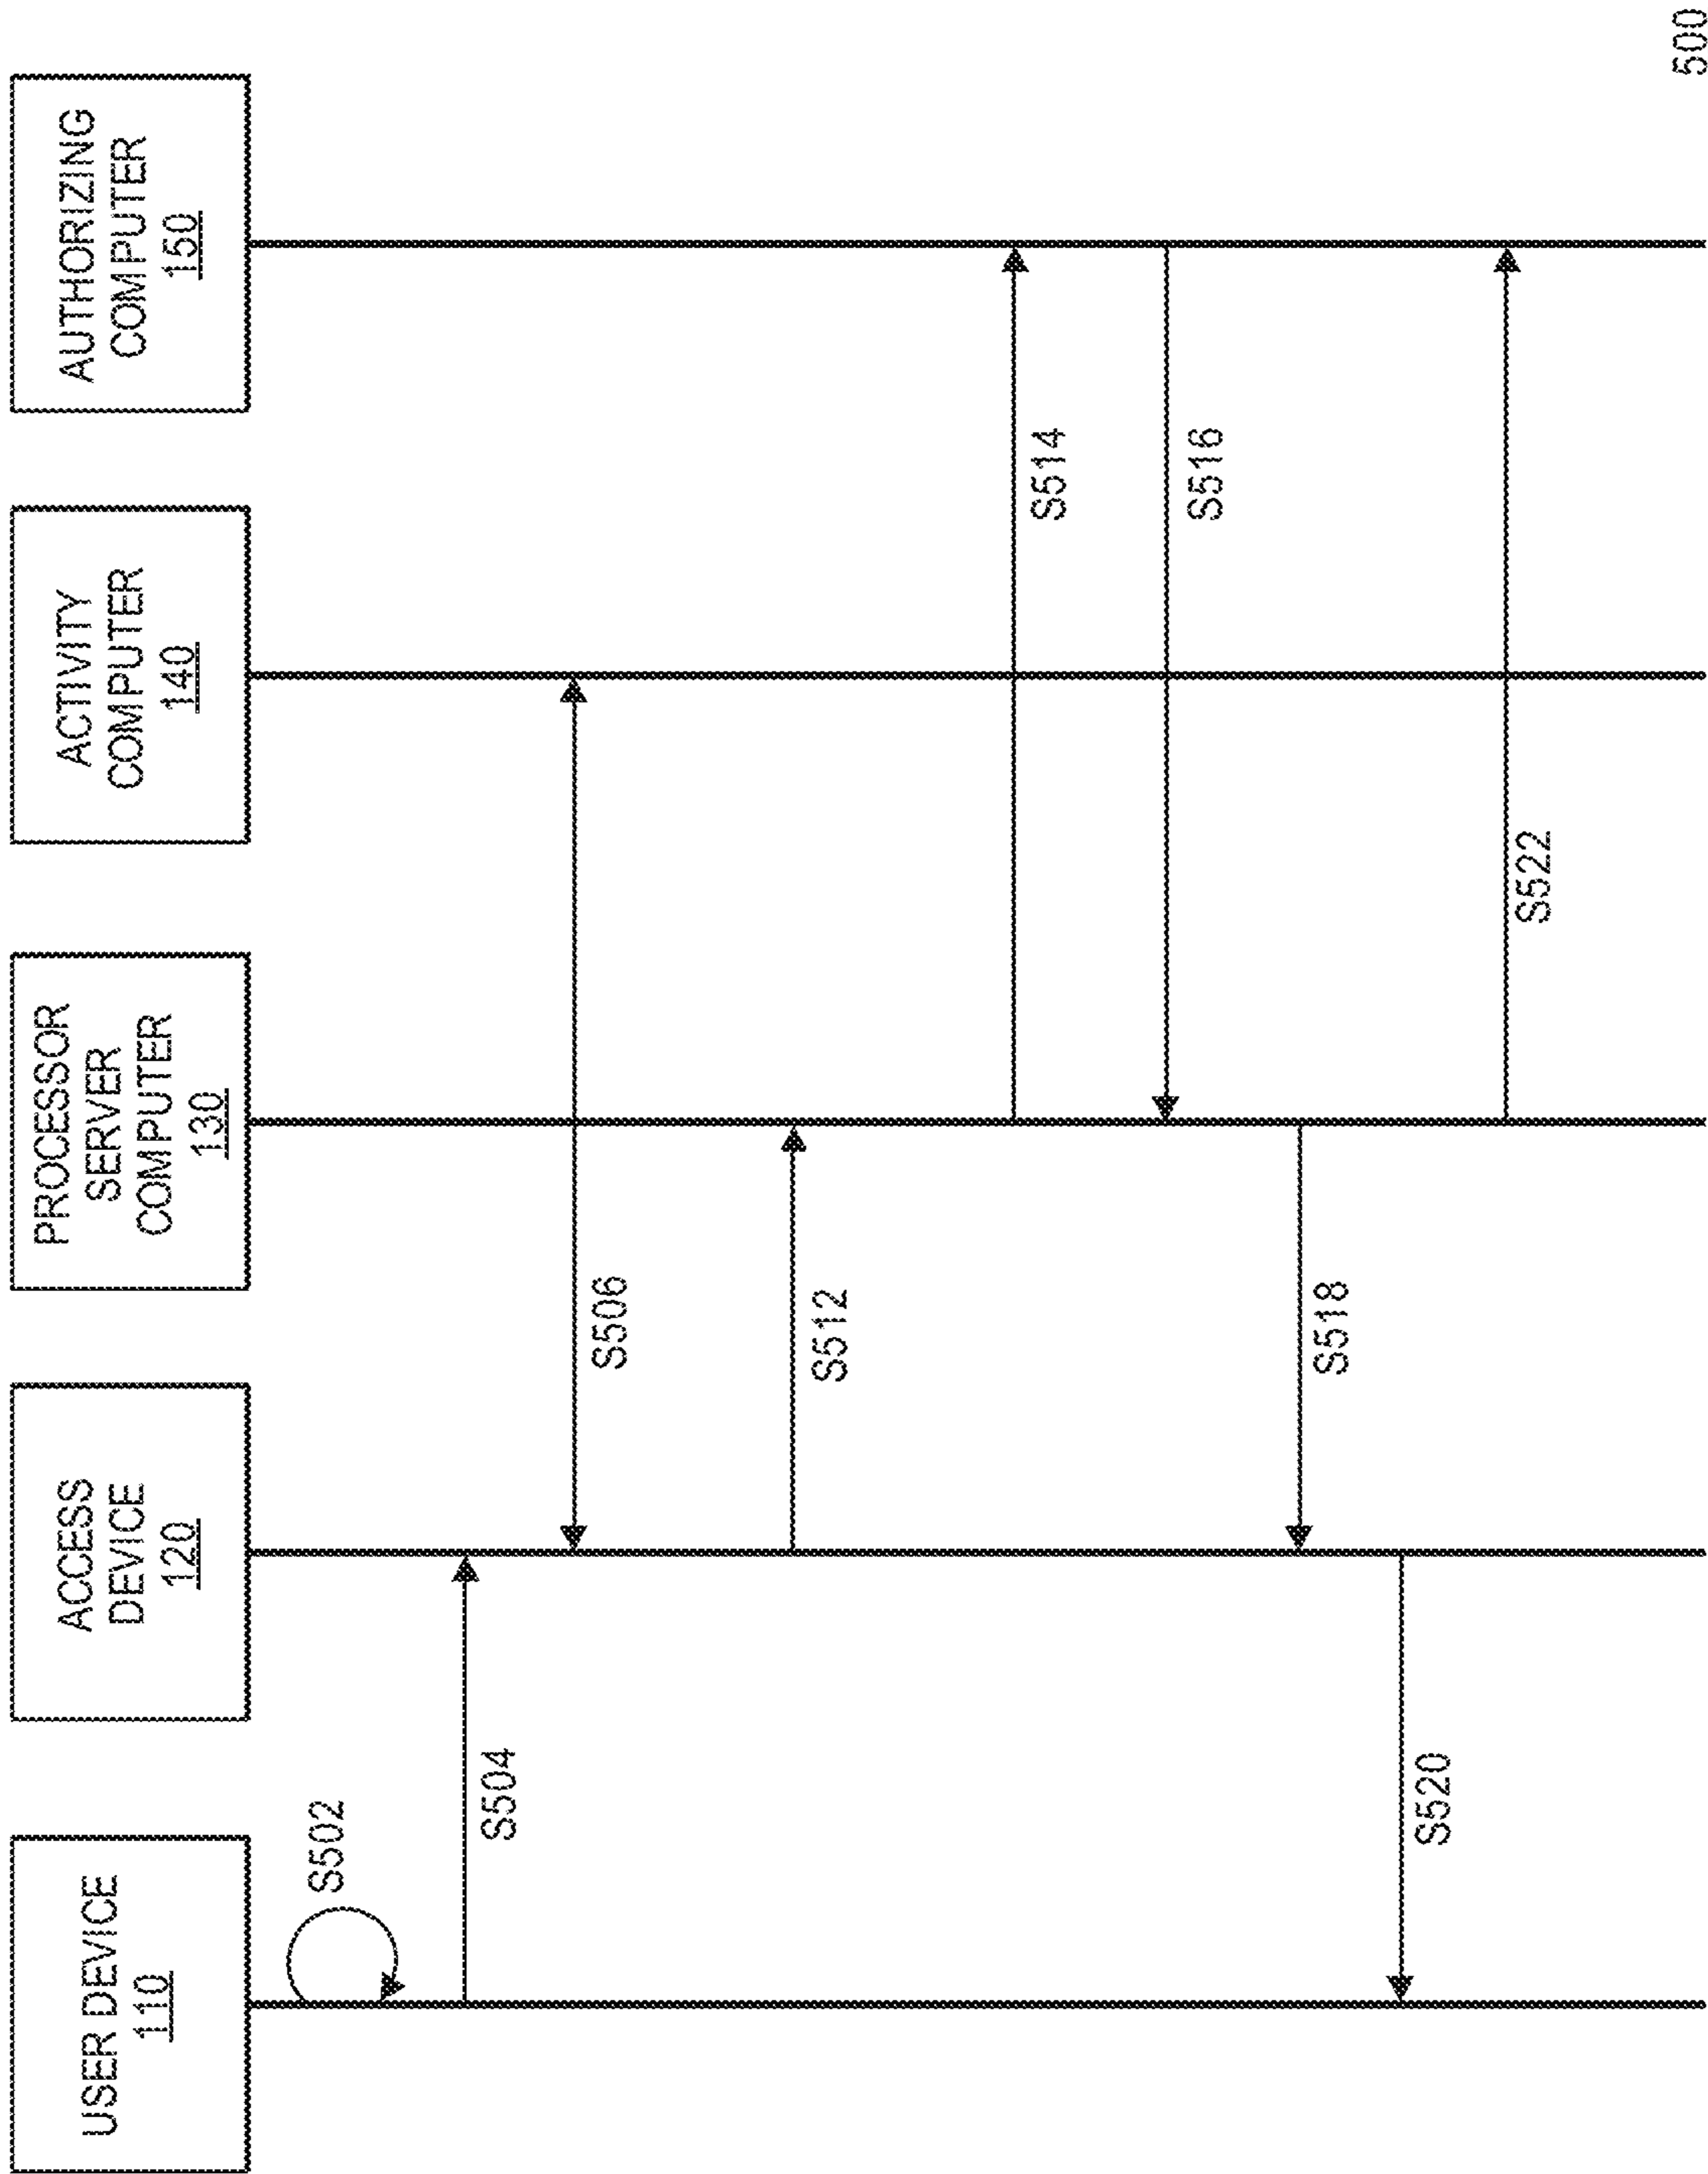 USER DEVICE
110
ACCESS
DEVICE
120
PROCESSOR
SERVER
COMPUTER
130
ACTIVITY
COMPUTER
140
AUTHORIZING
COMPUTER
150
S502
S504
S506
S512
S514
S516
S518
S520
S522
500